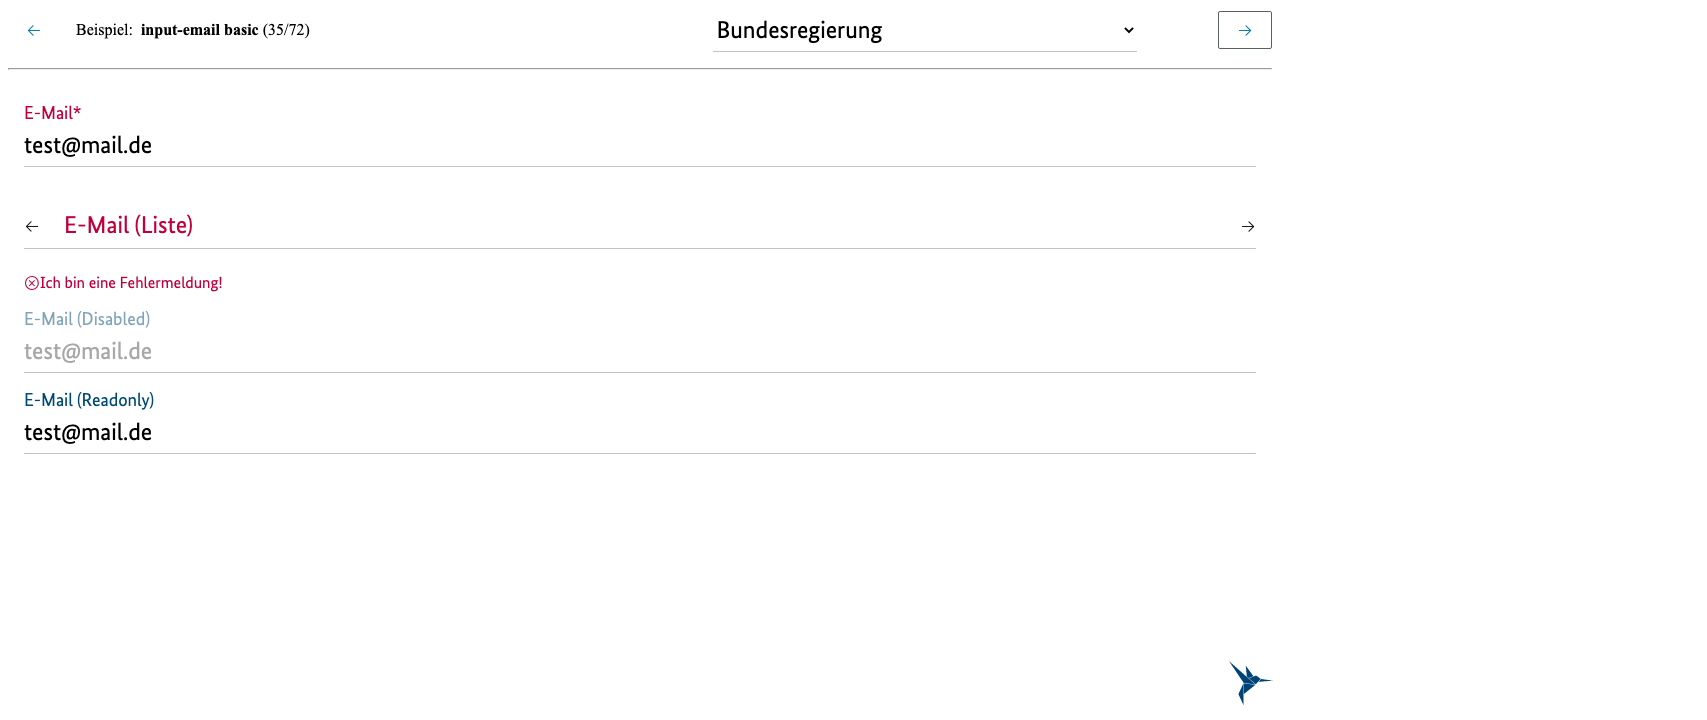 ← Beispiel: input-email basic (35/72) Bundesregierung →
E-Mail*
test@mail.de
← E-Mail (Liste) →
Ich bin eine Fehlermeldung!
E-Mail (Disabled)
test@mail.de
E-Mail (Readonly)
test@mail.de